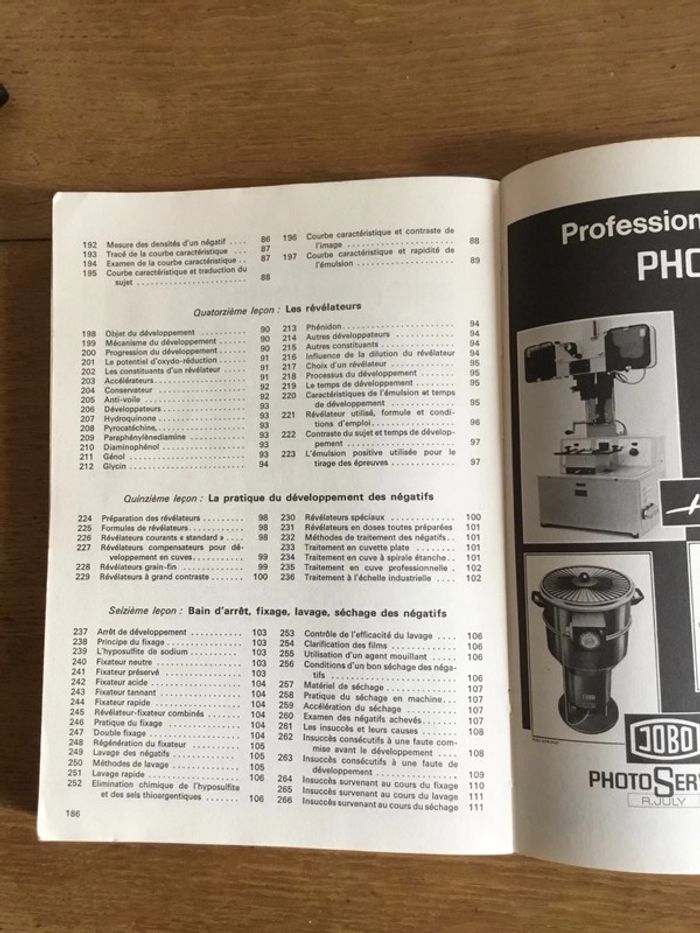 192 Mesure des densités d'un négatif .... 86
193 Tracé de la courbe caractéristique ... 87
194 Examen de la courbe caractéristique .. 87
195 Courbe caractéristique et traduction du
sujet ..................... 88
196 Courbe caractéristique et contraste de
l'image ..................... 88
197 Courbe caractéristique et rapidité de
l'émulsion .................. 89
Quatorzième leçon : Les révélateurs
198 Objet du développement .......... 90
199 Mécanisme du développement ..... 90
200 Progression du développement ..... 90
201 Le potentiel d'oxydo-réduction ..... 91
202 Les constituants d'un révélateur .... 91
203 Accélérateurs .................. 91
204 Conservateur ................... 92
205 Anti-voile ..................... 92
206 Développateurs ................. 93
207 Hydroquinone .................. 93
208 Pyrocatéchine .................. 93
209 Paraphénylènediamine ........... 93
210 Diaminophénol ................. 93
211 Génol ......................... 93
212 Glycin ........................ 94
213 Phénidon ...................... 94
214 Autres développateurs ........... 94
215 Autres constituants ............. 94
216 Influence de la dilution du révélateur 94
217 Choix d'un révélateur ............ 95
218 Processus du développement ...... 95
219 Le temps de développement ....... 95
220 Caractéristiques de l'émulsion et temps
de développement ............. 95
221 Révélateur utilisé, formule et condi-
tions d'emploi ................ 96
222 Contraste du sujet et temps de dévelop-
pement ...................... 97
223 L'émulsion positive utilisée pour le
tirage des épreuves ........... 97
Quinzième leçon : La pratique du développement des négatifs
224 Préparation des révélateurs ........ 98
225 Formules de révélateurs .......... 98
226 Révélateurs courants « standard » ... 98
227 Révélateurs compensateurs pour dé-
veloppement en cuves .......... 99
228 Révélateurs grain-fin ............. 99
229 Révélateurs à grand contraste ..... 100
230 Révélateurs spéciaux ............ 100
231 Révélateurs en doses toutes préparées 101
232 Méthodes de traitement des négatifs .. 101
233 Traitement en cuvette plate ....... 101
234 Traitement en cuve à spirale étanche .. 101
235 Traitement en cuve professionnelle .. 102
236 Traitement à l'échelle industrielle ... 102
Seizième leçon : Bain d'arrêt, fixage, lavage, séchage des négatifs
237 Arrêt de développement .......... 103
238 Principe du fixage ............... 103
239 L'hyposulfite de sodium .......... 103
240 Fixateur neutre ................. 103
241 Fixateur préservé ............... 103
242 Fixateur acide .................. 104
243 Fixateur tannant ................ 104
244 Fixateur rapide ................. 104
245 Révélateur-fixateur combinés ...... 104
246 Pratique du fixage ............... 104
247 Double fixage .................. 104
248 Régénération du fixateur ......... 105
249 Lavage des négatifs ............. 105
250 Méthodes de lavage ............. 105
251 Lavage rapide .................. 106
252 Elimination chimique de l'hyposulfite
et des sels thioargentiques ....... 106
253 Contrôle de l'efficacité du lavage .... 106
254 Clarification des films ............ 106
255 Utilisation d'un agent mouillant .... 106
256 Conditions d'un bon séchage des néga-
tifs ......................... 106
257 Matériel de séchage ............. 107
258 Pratique du séchage en machine ... 107
259 Accélération du séchage .......... 107
260 Examen des négatifs achevés ...... 107
261 Les insuccès et leurs causes ....... 108
262 Insuccès consécutifs à une faute com-
mise avant le développement .... 108
263 Insuccès consécutifs à une faute de
développement ............... 109
264 Insuccès survenant au cours du fixage 110
265 Insuccès survenant au cours du lavage 111
266 Insuccès survenant au cours du séchage 111
186
Profession
PHO
JOBO
PHOTOSER
R.JULY